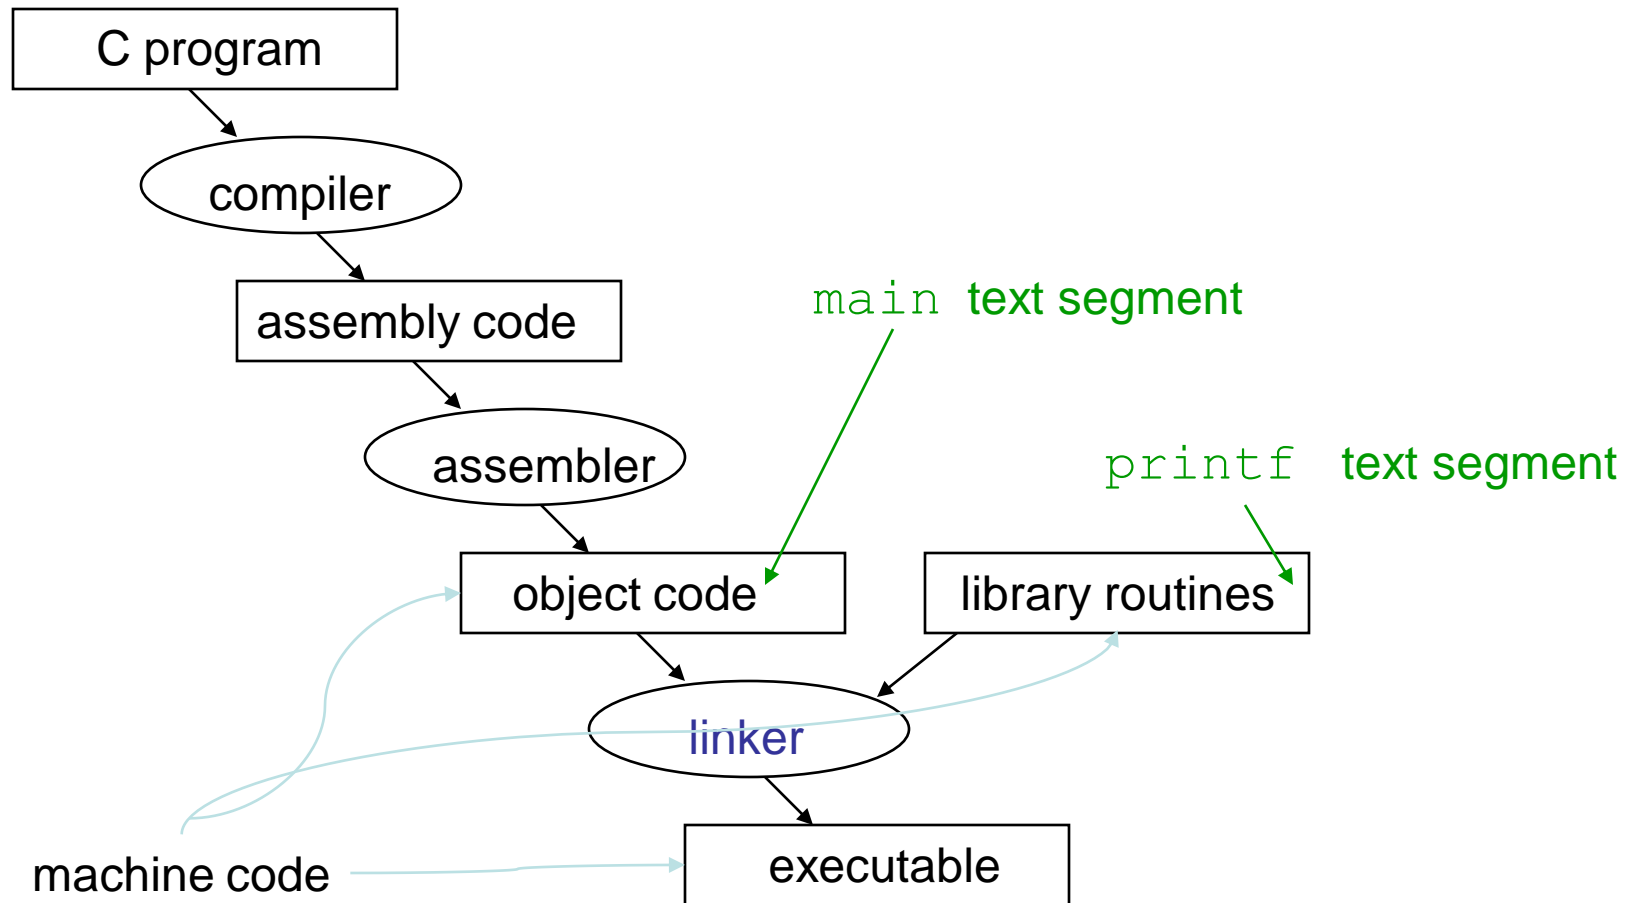 C program
compiler
assembly code
main text segment
assembler
printf text segment
object code
library routines
linker
machine code
executable